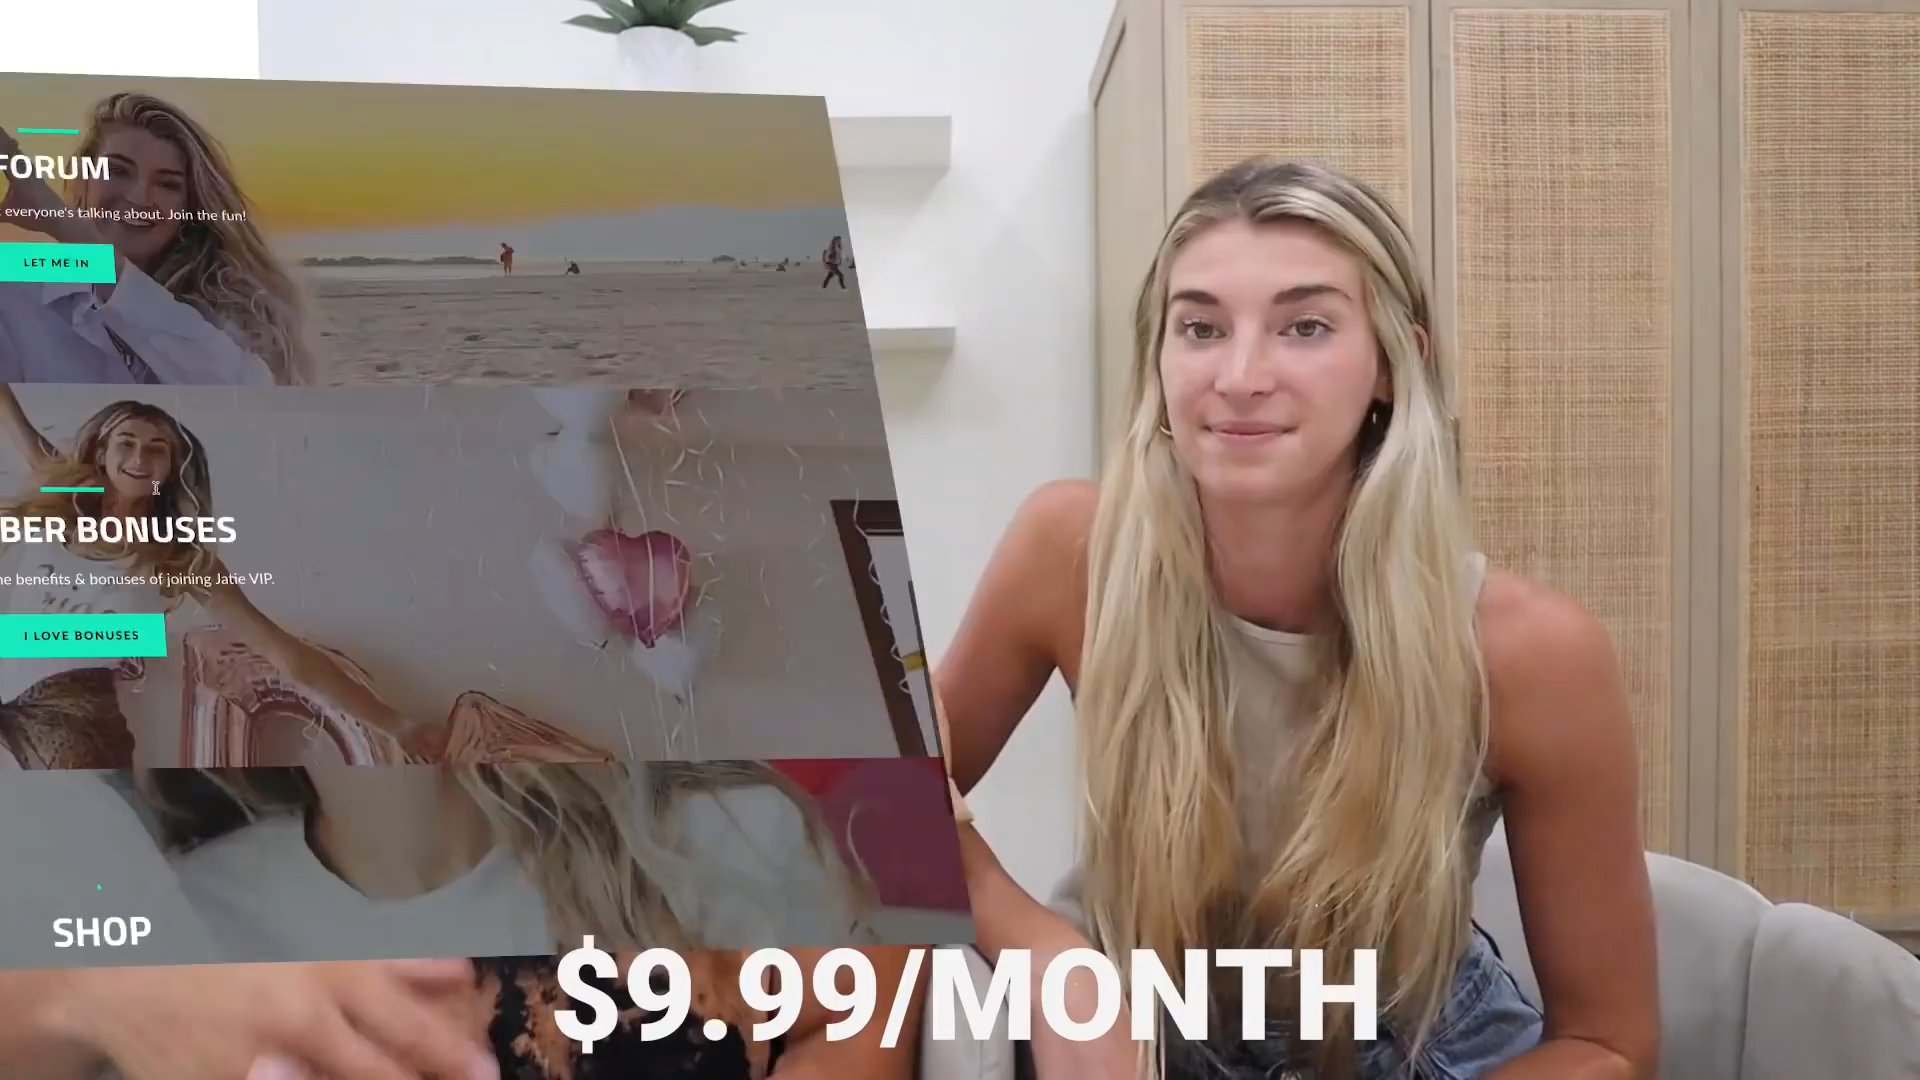 FORUM
everyone's talking about. Join the fun!
LET ME IN
BER BONUSES
benefits & bonuses of joining Jatie VIP.
I LOVE BONUSES
SHOP
$9.99/MONTH